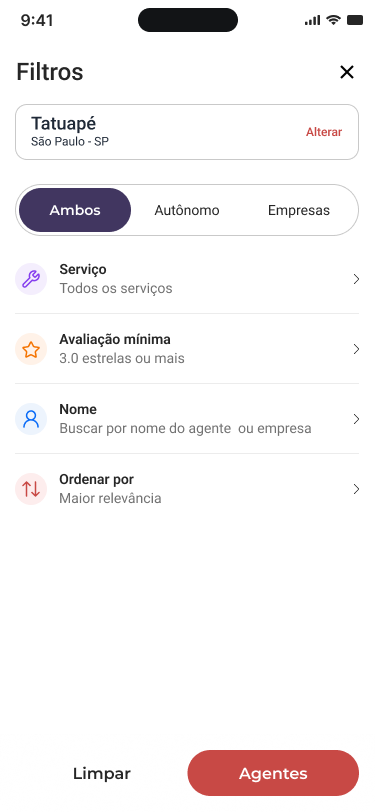 9:41
Filtros
Tatuapé
São Paulo - SP
Alterar
Ambos
Autônomo
Empresas
Serviço
Todos os serviços
Avaliação mínima
3.0 estrelas ou mais
Nome
Buscar por nome do agente  ou empresa
Ordenar por
Maior relevância
Limpar
Agentes